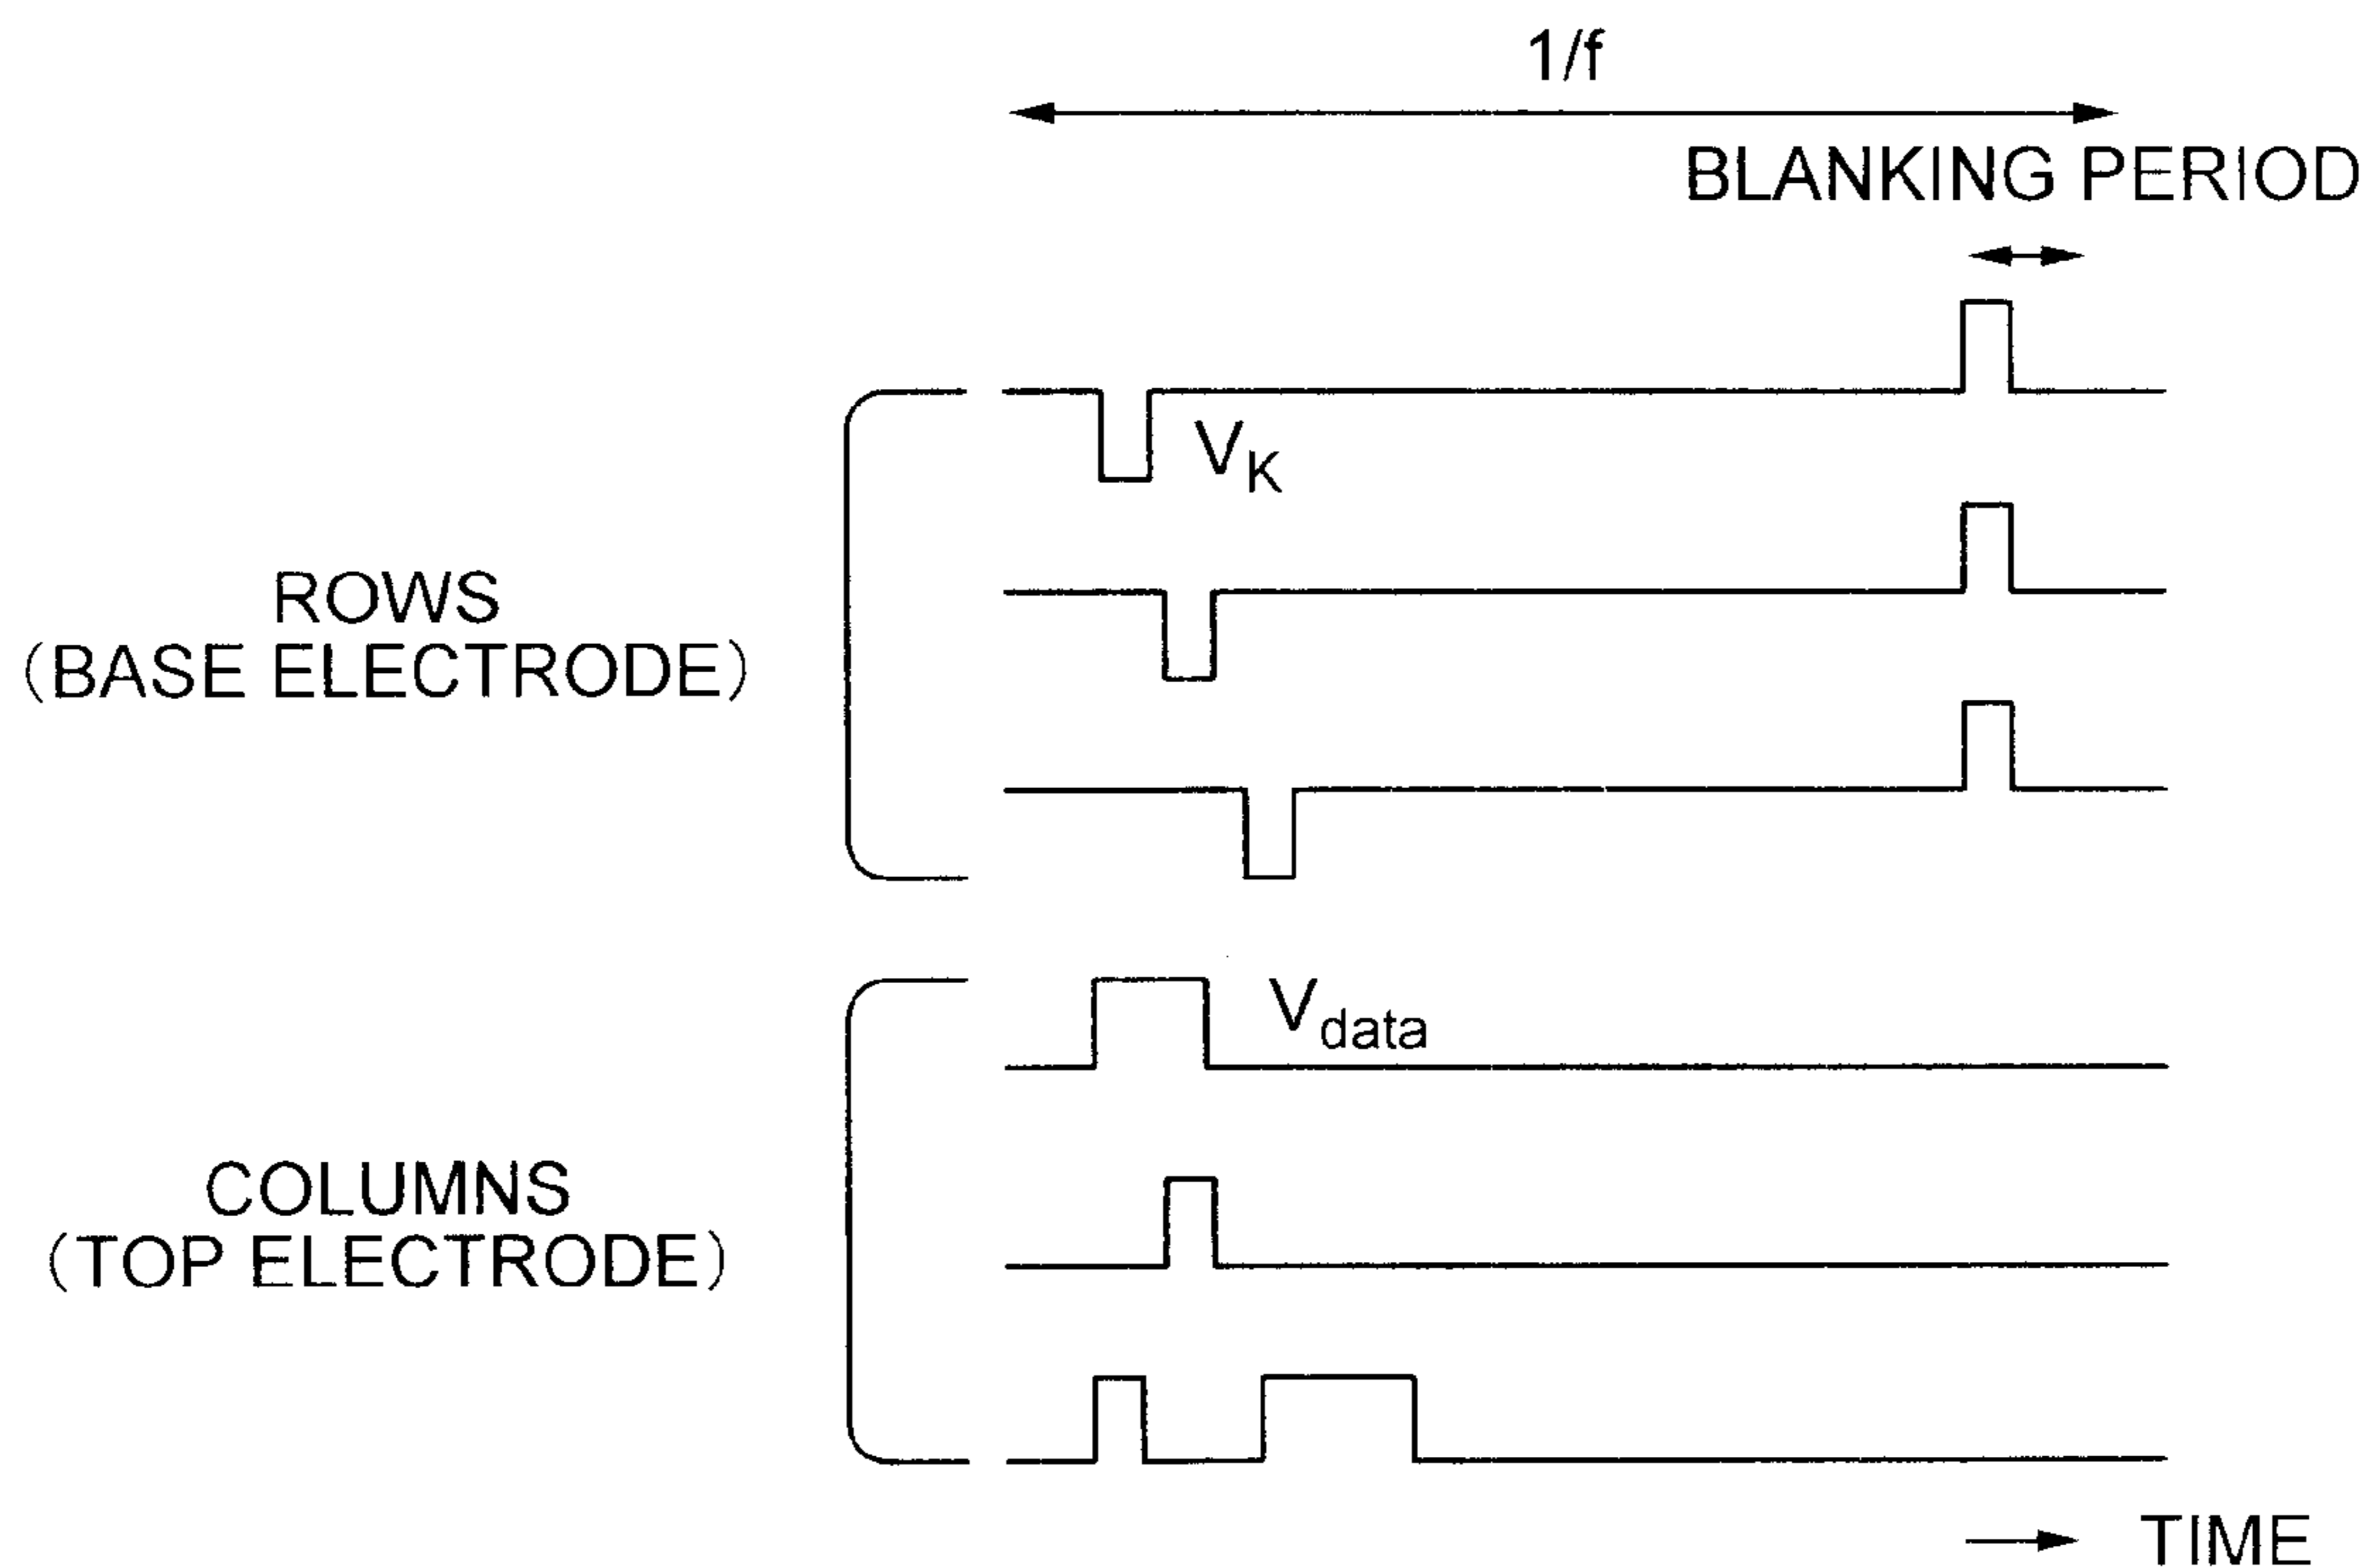 1/f
BLANKING PERIOD
VK
ROWS
(BASE ELECTRODE)
Vdata
COLUMNS
(TOP ELECTRODE)
TIME